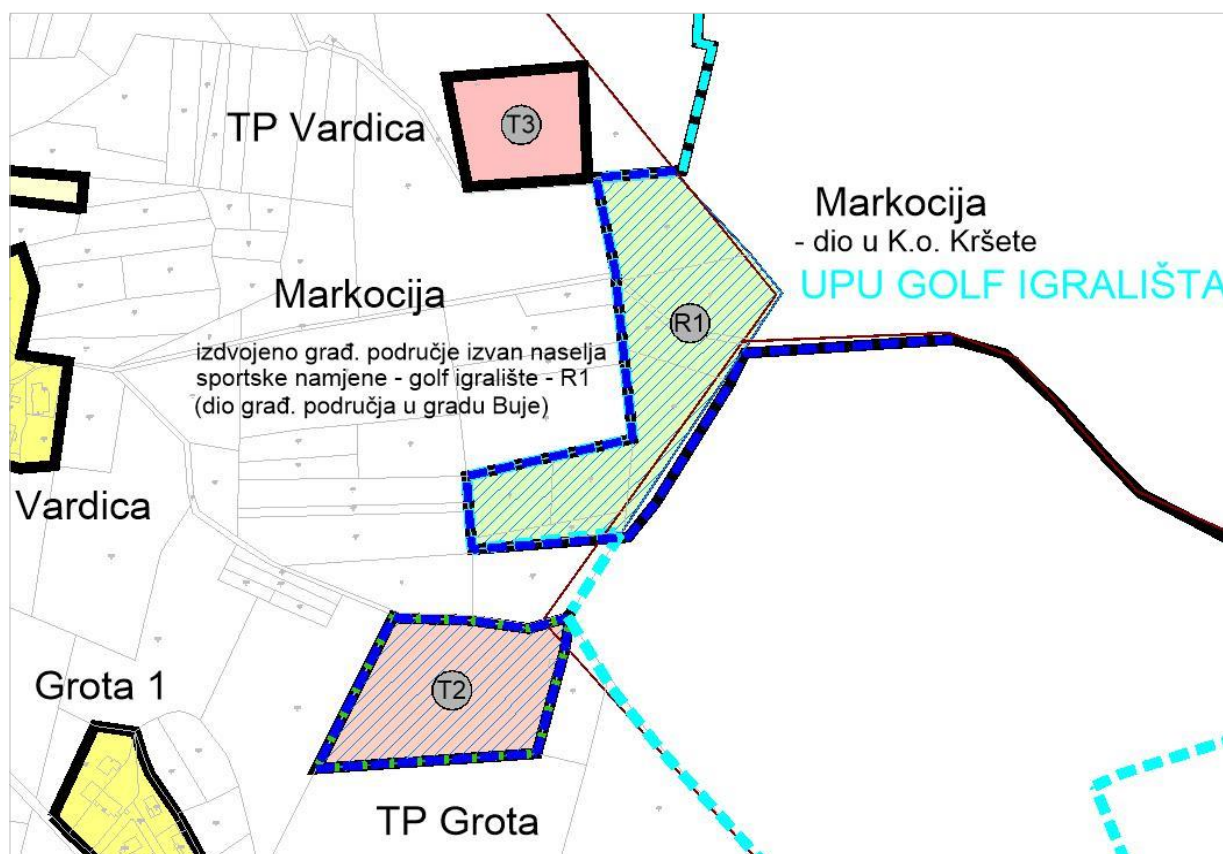 TP Vardica
T3
Markocija
- dio u K.o. Kršete
UPU GOLF IGRALIŠTA
Markocija
izdvojeno građ. područje izvan naselja
sportske namjene - golf igralište - R1
(dio građ. područja u gradu Buje)
R1
Vardica
Grota 1
T2
TP Grota